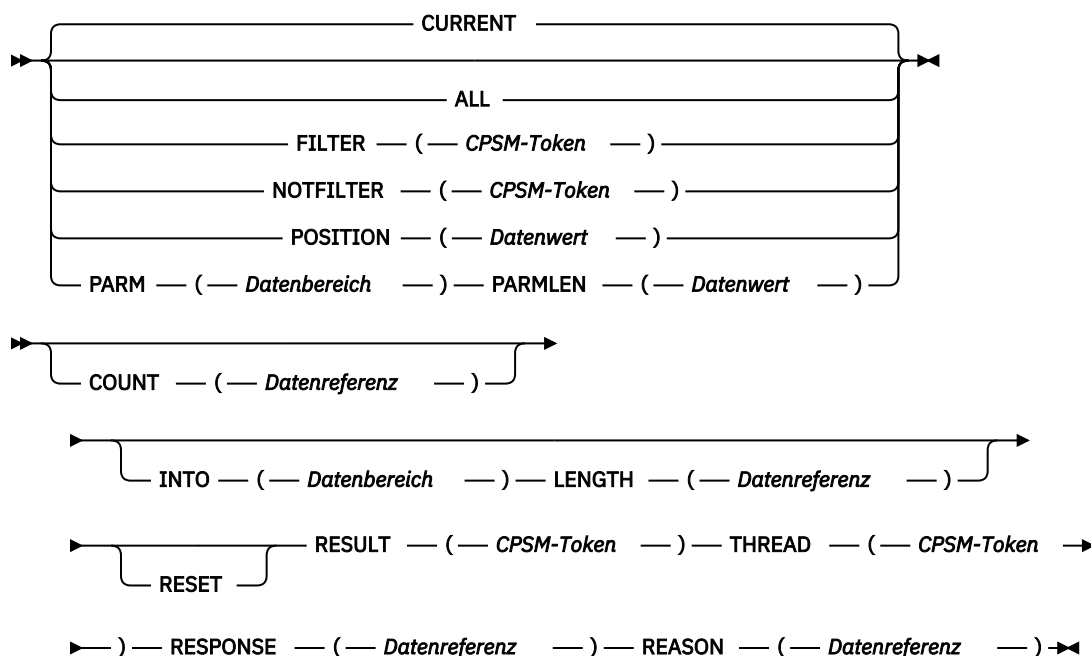 CURRENT
ALL
FILTER ( CPSM-Token )
NOTFILTER ( CPSM-Token )
POSITION ( Datenwert )
PARM ( Datenbereich ) PARMLEN ( Datenwert )
COUNT ( Datenreferenz )
INTO ( Datenbereich ) LENGTH ( Datenreferenz )
RESULT ( CPSM-Token ) THREAD ( CPSM-Token
RESET
) RESPONSE ( Datenreferenz ) REASON ( Datenreferenz )